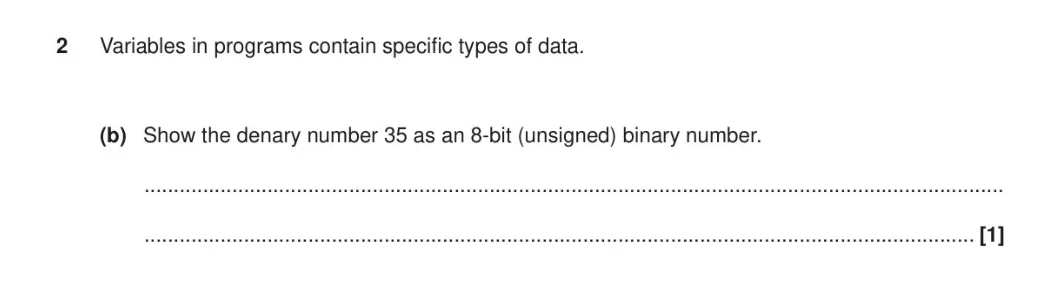 2 Variables in programs contain specific types of data.
(b) Show the denary number 35 as an 8-bit (unsigned) binary number.
...................................................................................................................................................
.............................................................................................................................................. [1]